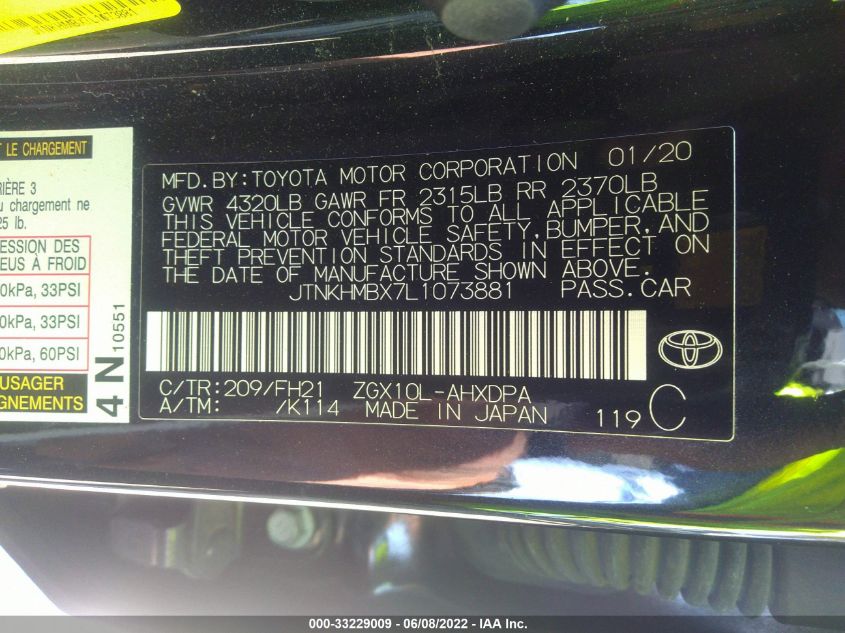 JTNKHMBX7L1073881
T LE CHARGEMENT
IÈRE 3
u chargement ne
25 lb.
ESSION DES
EUS À FROID
0kPa, 33PSI
0kPa, 33PSI
0kPa, 60PSI
USAGER
GNEMENTS
4N 10551
MFD.BY:TOYOTA MOTOR CORPORATION 01/20
GVWR 4320LB GAWR FR 2315LB RR 2370LB
THIS VEHICLE CONFORMS TO ALL APPLICABLE
FEDERAL MOTOR VEHICLE SAFETY,BUMPER,AND
THEFT PREVENTION STANDARDS IN EFFECT ON
THE DATE OF MANUFACTURE SHOWN ABOVE.
JTNKHMBX7L1073881 PASS.CAR
C/TR:209/FH21 ZGX10L-AHXDPA
A/TM: /K114 MADE IN JAPAN 119 C
000-33229009 - 06/08/2022 - IAA Inc.